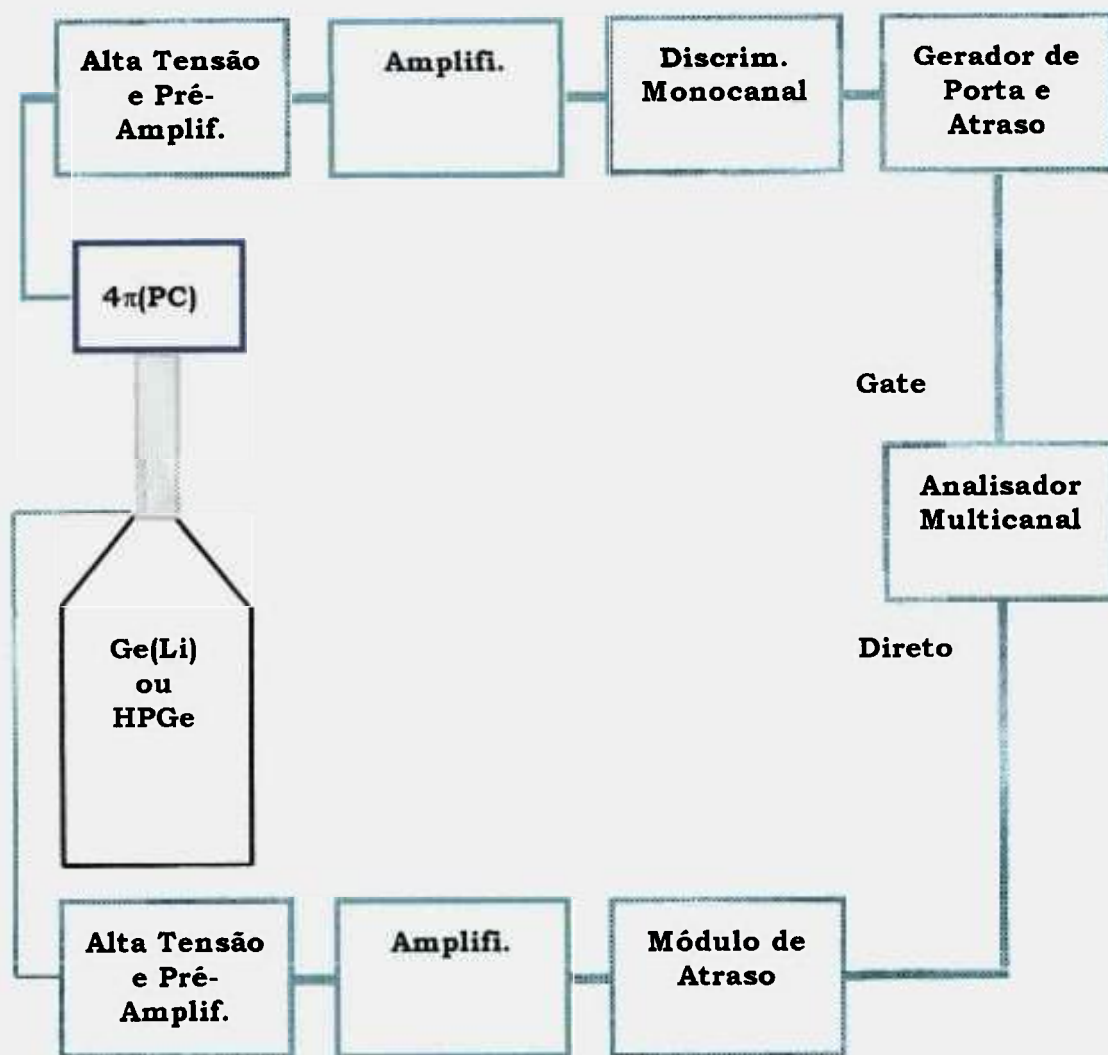 Alta Tensão
e Pré-
Amplif.
Amplifi.
Discrim.
Monocanal
Gerador de
Porta e
Atraso
4π(PC)
Gate
Analisador
Multicanal
Ge(Li)
ou
HPGe
Direto
Alta Tensão
e Pré-
Amplif.
Amplifi.
Módulo de
Atraso